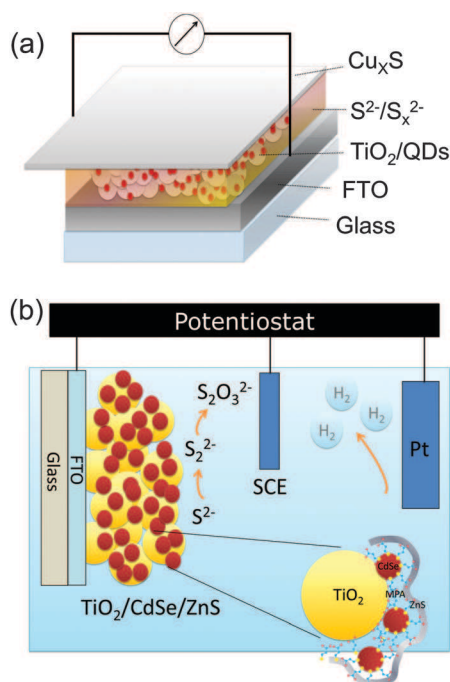 (a)
CuXS
S2-/Sx2-
TiO2/QDs
FTO
Glass
(b)
Potentiostat
Glass
FTO
S2O32-
S22-
S2-
SCE
H2
H2
H2
Pt
TiO2/CdSe/ZnS
TiO2
CdSe
MPA
ZnS